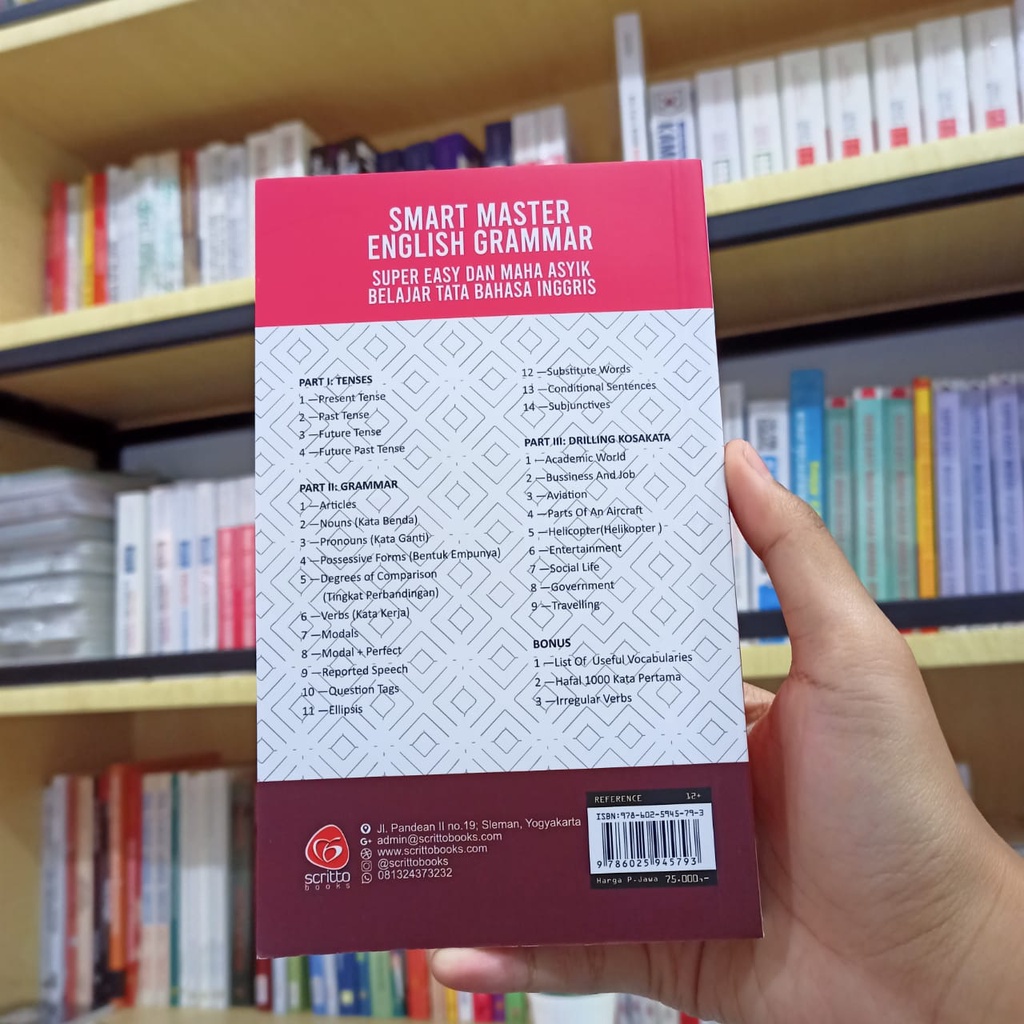 SMART MASTER
ENGLISH GRAMMAR
SUPER EASY DAN MAHA ASYIK
BELAJAR TATA BAHASA INGGRIS
PART I: TENSES
1 —Present Tense
2 —Past Tense
3 —Future Tense
4 —Future Past Tense
PART II: GRAMMAR
1 —Articles
2 —Nouns (Kata Benda)
3 —Pronouns (Kata Ganti)
4 —Possessive Forms (Bentuk Empunya)
5 —Degrees of Comparison
(Tingkat Perbandingan)
6 —Verbs (Kata Kerja)
7 —Modals
8 —Modal + Perfect
9 —Reported Speech
10 —Question Tags
11 —Ellipsis
12 —Substitute Words
13 —Conditional Sentences
14 —Subjunctives
PART III: DRILLING KOSAKATA
1 —Academic World
2 —Bussiness And Job
3 —Aviation
4 —Parts Of An Aircraft
5 —Helicopter(Helikopter )
6 —Entertainment
7 —Social Life
8 —Government
9 —Travelling
BONUS
1 —List Of Useful Vocabularies
2 —Hafal 1000 Kata Pertama
3 —Irregular Verbs
scritto
books
Jl. Pandean II no.19; Sleman, Yogyakarta
admin@scrittobooks.com
www.scrittobooks.com
@scrittobooks
081324373232
REFERENCE 12+
ISBN:978-602-5945-79-3
9 786025 945793
Harga P-Jawa 75.000,-